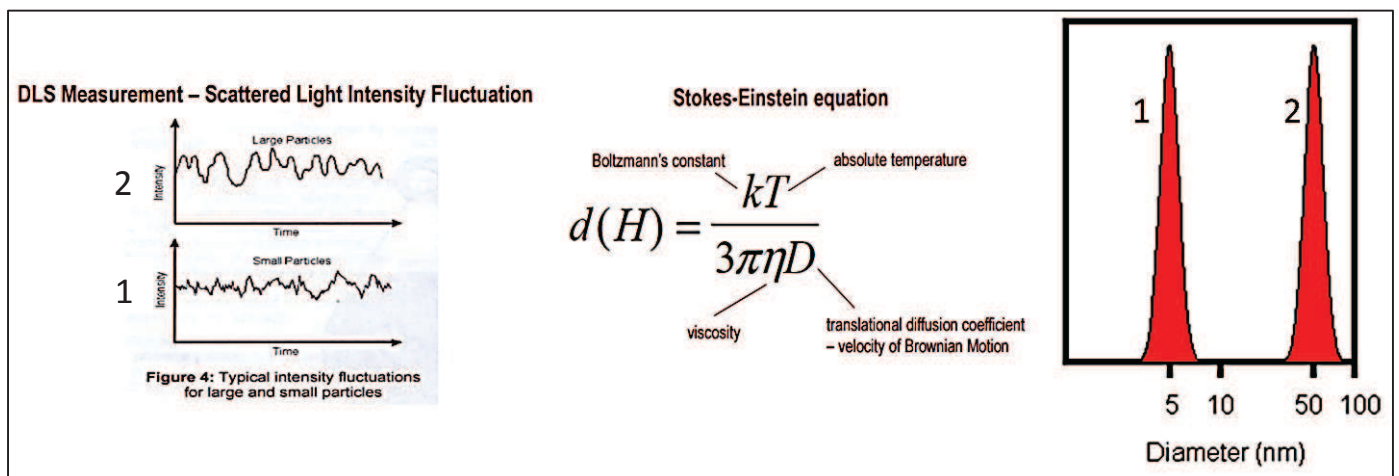 DLS Measurement – Scattered Light Intensity Fluctuation
2
Large Particles
Intensity
Time
1
Small Particles
Intensity
Time
Figure 4: Typical intensity fluctuations
for large and small particles
Stokes-Einstein equation
Boltzmann's constant
absolute temperature
d(H) = kT / 3πηD
viscosity
translational diffusion coefficient
– velocity of Brownian Motion
1
2
5 10 50 100
Diameter (nm)